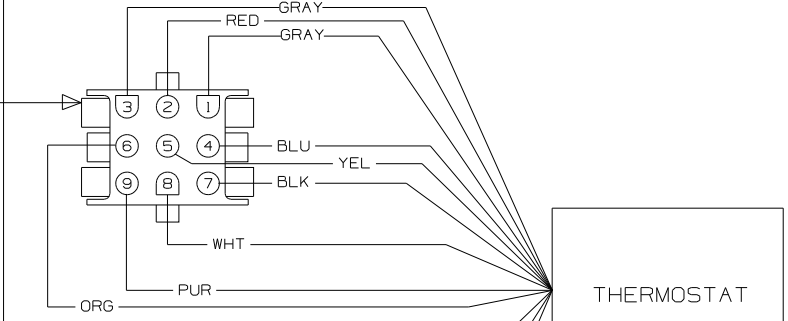 GRAY
RED
GRAY
3 2 1
6 5 4 BLU
YEL
9 8 7 BLK
WHT
PUR
THERMOSTAT
ORG